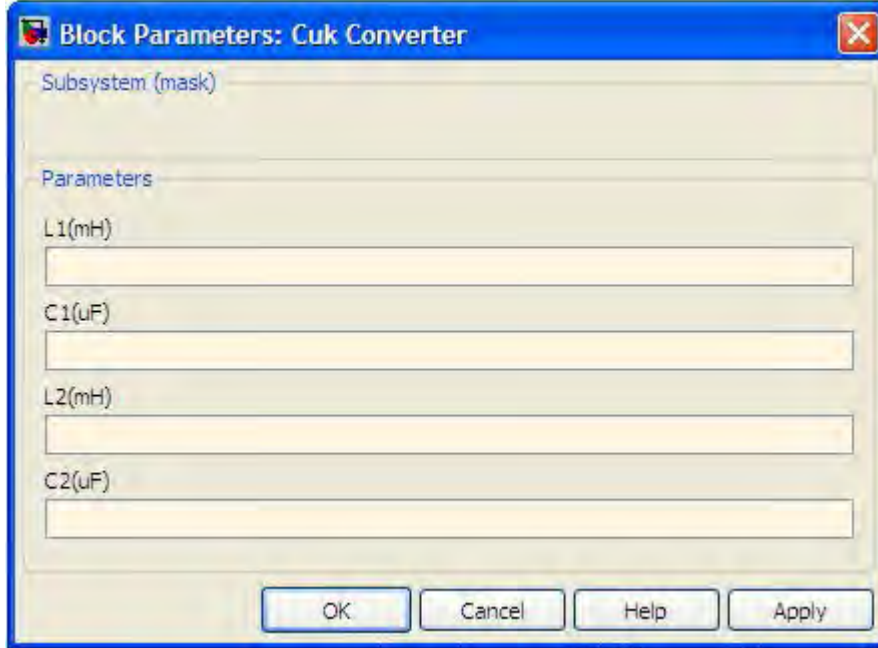 Block Parameters: Cuk Converter
Subsystem (mask)
Parameters
L1(mH)
C1(uF)
L2(mH)
C2(uF)
OK Cancel Help Apply